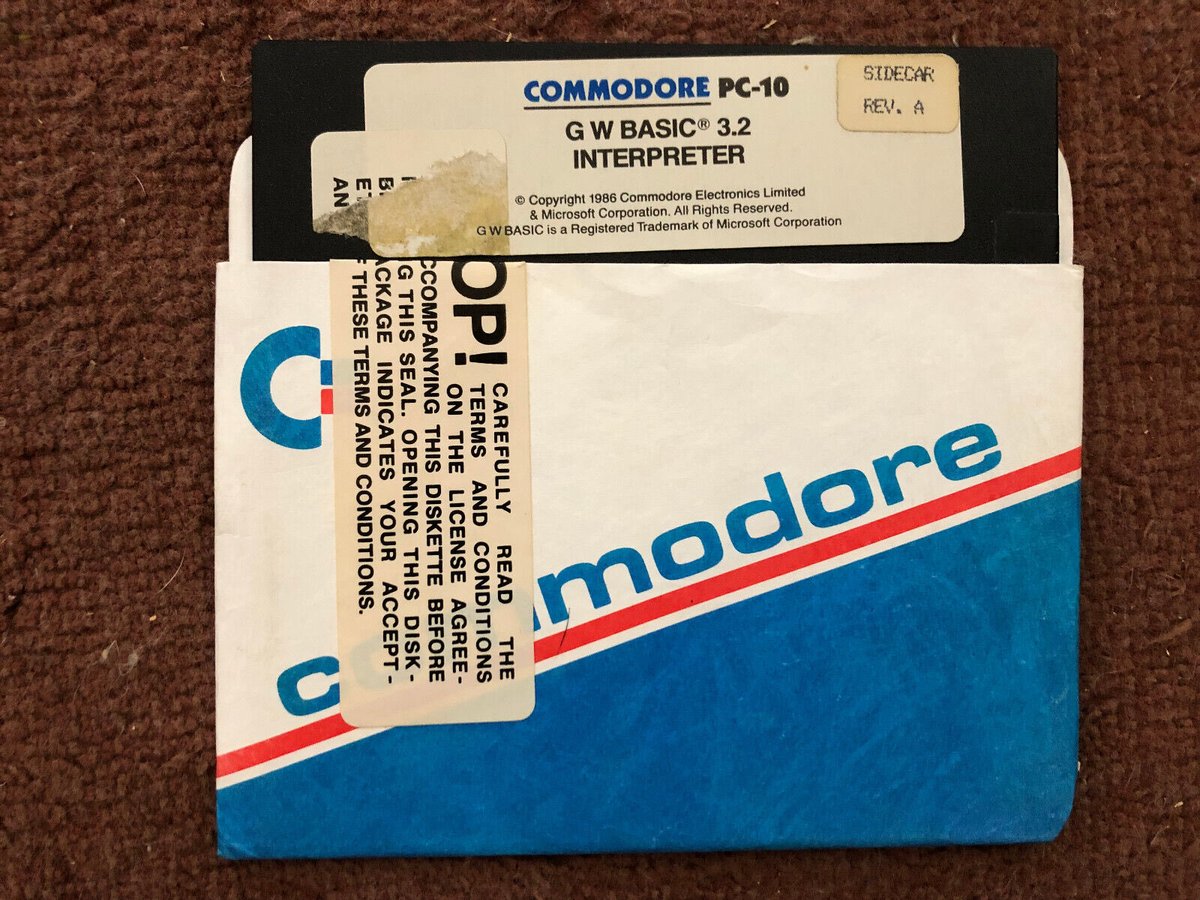 COMMODORE PC-10
G W BASIC® 3.2
INTERPRETER
© Copyright 1986 Commodore Electronics Limited
& Microsoft Corporation. All Rights Reserved.
G W BASIC is a Registered Trademark of Microsoft Corporation
SIDECAR
REV. A
OP!
CAREFULLY READ THE
TERMS AND CONDITIONS
ON THE LICENSE AGREE-
CCOMPANYING THIS DISKETTE BEFORE
G THIS SEAL. OPENING THIS DISK-
ACKAGE INDICATES YOUR ACCEPT-
F THESE TERMS AND CONDITIONS.
commodore